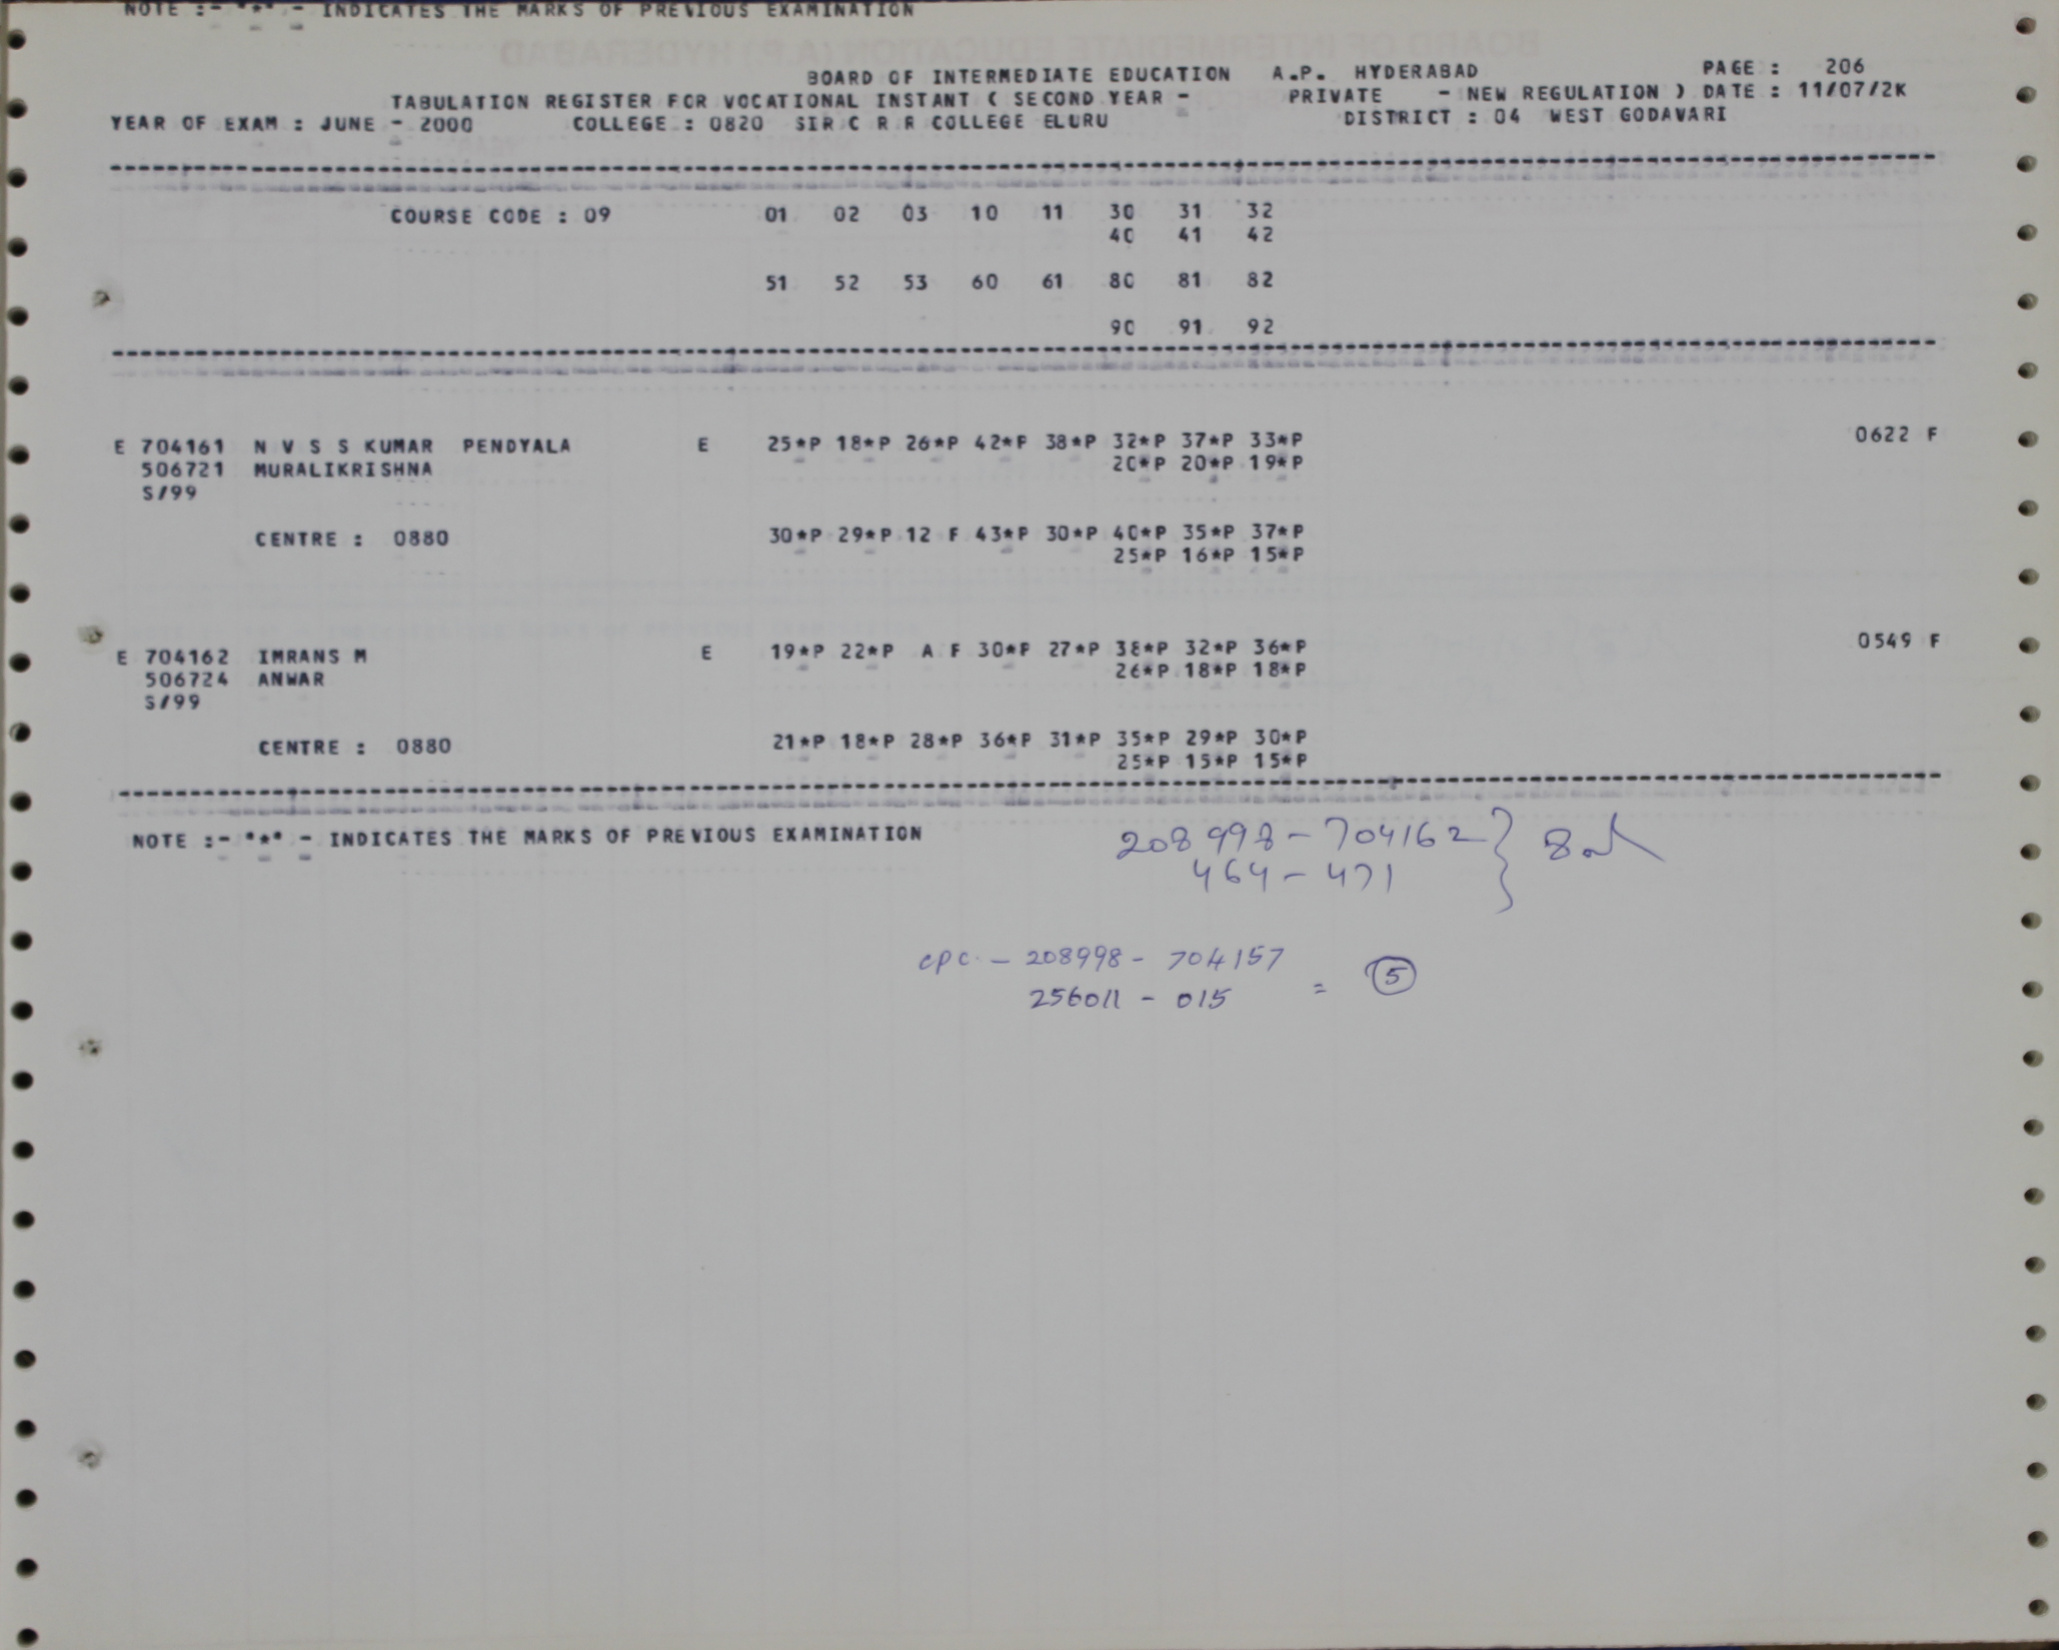 NOTE :- "*" - INDICATES THE MARKS OF PREVIOUS EXAMINATION
BOARD OF INTERMEDIATE EDUCATION A.P. HYDERABAD PAGE : 206
TABULATION REGISTER FOR VOCATIONAL INSTANT ( SECOND YEAR - PRIVATE - NEW REGULATION ) DATE : 11/07/2K
YEAR OF EXAM : JUNE - 2000 COLLEGE : 0820 SIR C R R COLLEGE ELURU DISTRICT : 04 WEST GODAVARI
COURSE CODE : 09 01 02 03 10 11 30 31 32
40 41 42
51 52 53 60 61 80 81 82
90 91 92
E 704161 N V S S KUMAR PENDYALA E 25*P 18*P 26*P 42*P 38*P 32*P 37*P 33*P 0622 F
506721 MURALIKRISHNA 20*P 20*P 19*P
S/99
CENTRE : 0880 30*P 29*P 12 F 43*P 30*P 40*P 35*P 37*P
25*P 16*P 15*P
E 704162 IMRANS M E 19*P 22*P A F 30*P 27*P 38*P 32*P 36*P 0549 F
506724 ANWAR 26*P 18*P 18*P
S/99
CENTRE : 0880 21*P 18*P 28*P 36*P 31*P 35*P 29*P 30*P
25*P 15*P 15*P
NOTE :- "*" - INDICATES THE MARKS OF PREVIOUS EXAMINATION
208998 - 704162 } 8
464 - 471
cpc - 208998 - 704157
256011 - 015 = 5